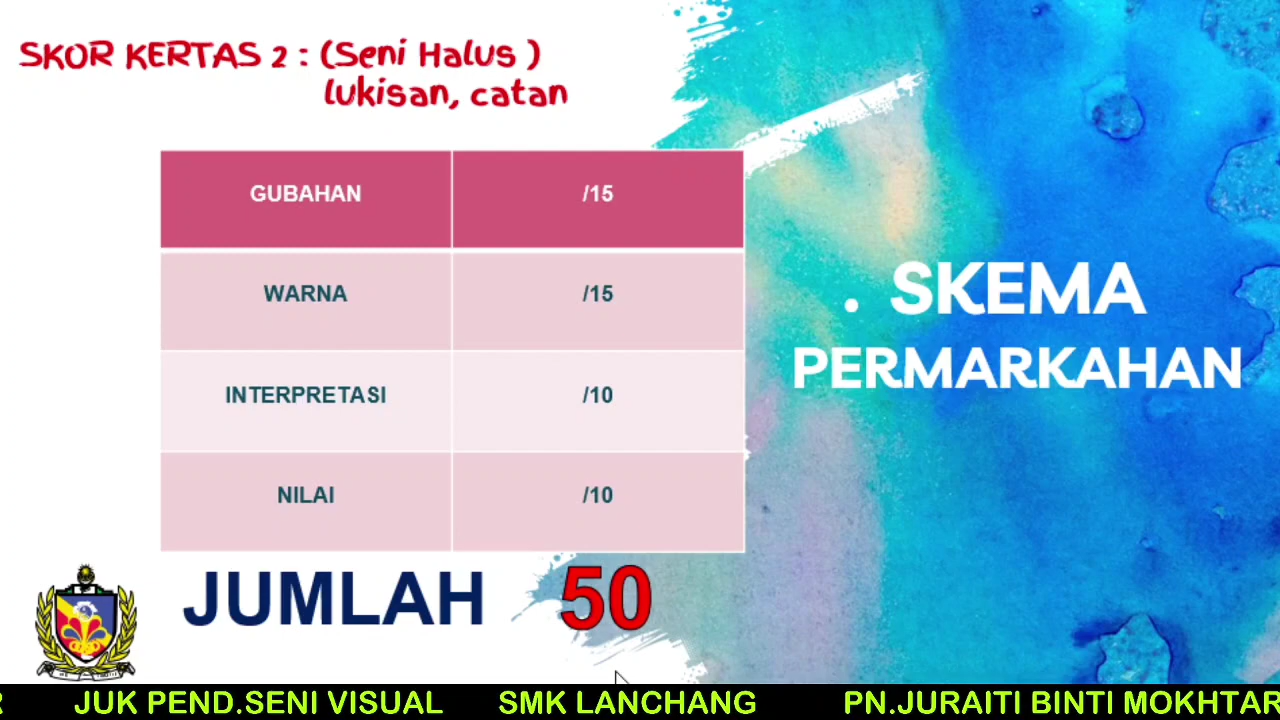 SKOR KERTAS 2 : (Seni Halus )
lukisan, catan
GUBAHAN /15
WARNA /15
INTERPRETASI /10
NILAI /10
JUMLAH 50
. SKEMA
PERMARKAHAN
R JUK PEND.SENI VISUAL SMK LANCHANG PN.JURAITI BINTI MOKHTAR